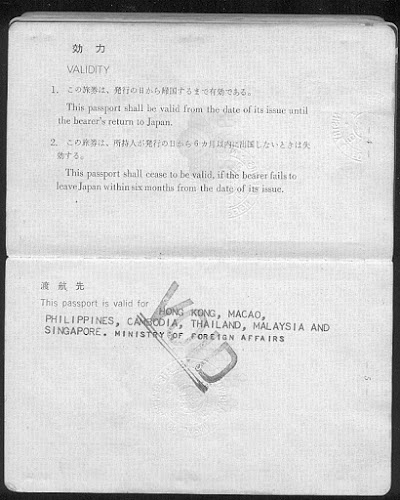 効力
VALIDITY
1. この旅券は、発行の日から帰国するまで有効である。
This passport shall be valid from the date of its issue until
the bearer's return to Japan.
2. この旅券は、所持人が発行の日から6カ月以内に出国しないときは失
効する。
This passport shall cease to be valid, if the bearer fails to
leave Japan within six months from the date of its issue.
渡航先
This passport is valid for HONG KONG, MACAO,
PHILIPPINES, CAMBODIA, THAILAND, MALAYSIA AND
SINGAPORE. MINISTRY OF FOREIGN AFFAIRS
VOID